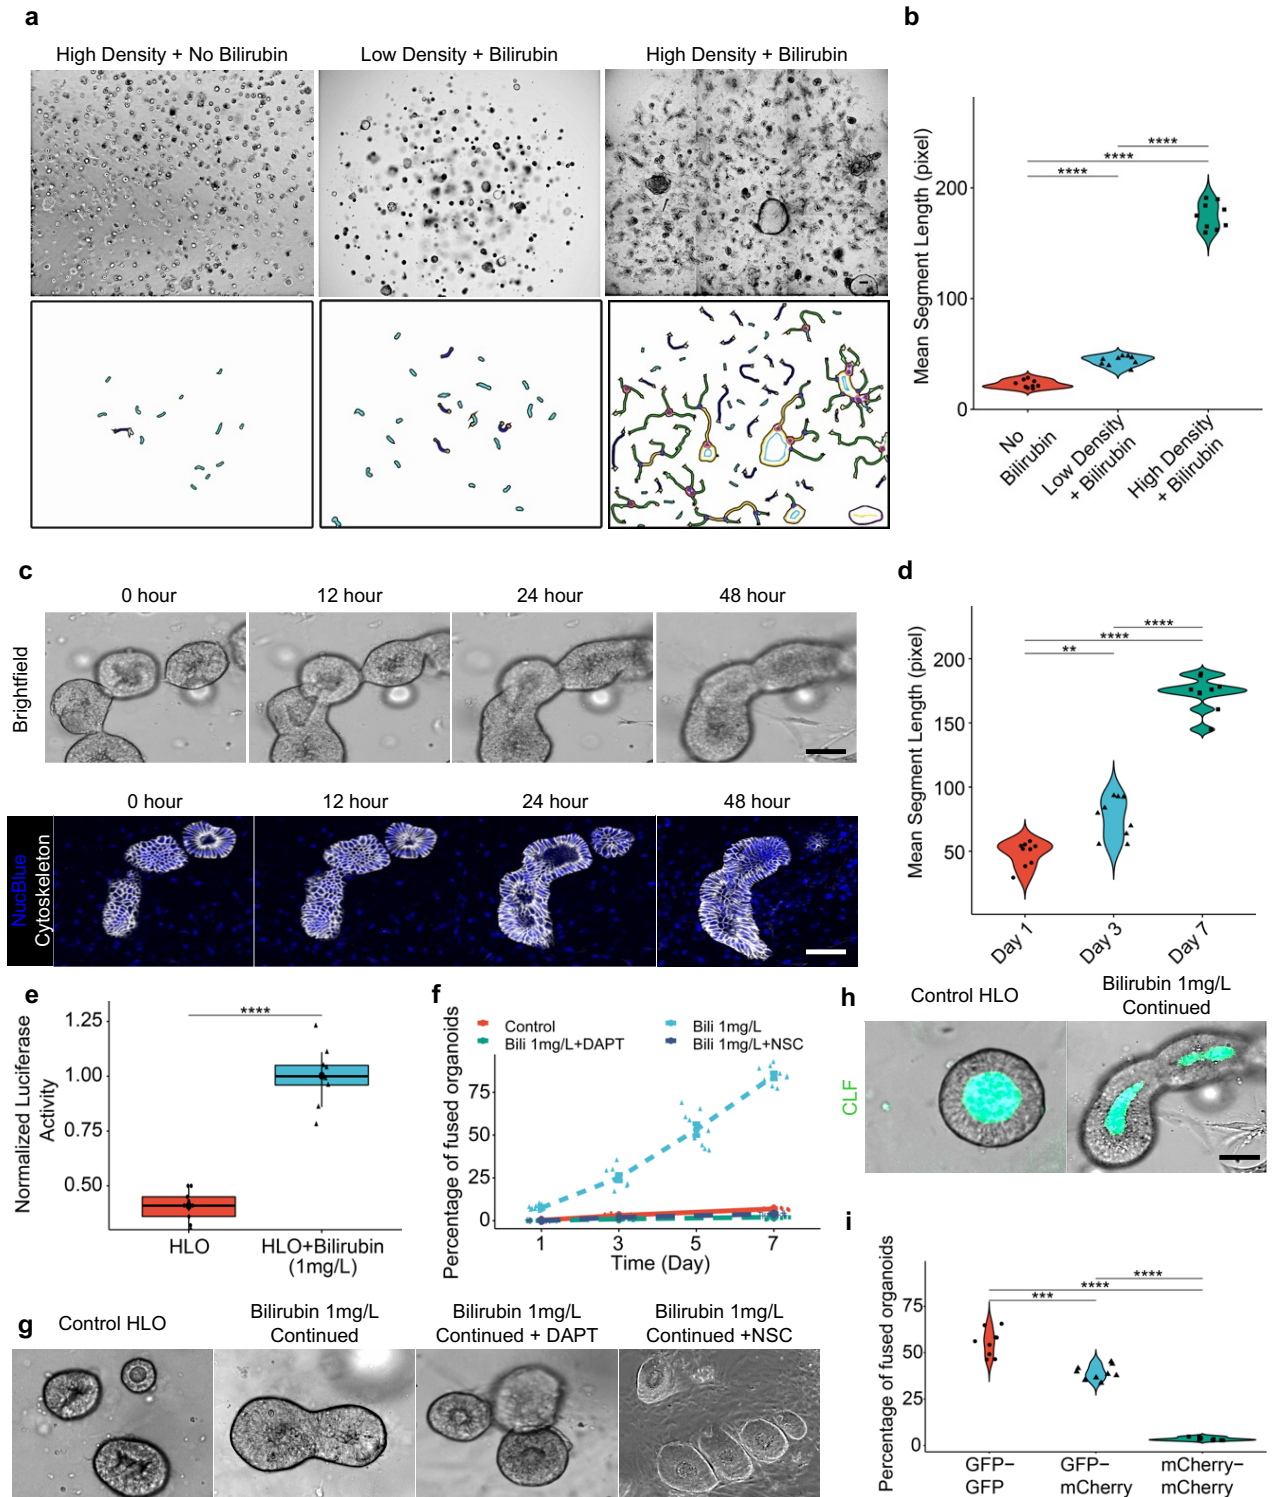 a
High Density + No Bilirubin
Low Density + Bilirubin
High Density + Bilirubin
b
Mean Segment Length (pixel)
200
100
0
****
****
****
No
Bilirubin
Low Density
+ Bilirubin
High Density
+ Bilirubin
c
0 hour
12 hour
24 hour
48 hour
Brightfield
0 hour
12 hour
24 hour
48 hour
NucBlue
Cytoskeleton
d
Mean Segment Length (pixel)
200
150
100
50
****
****
**
Day 1
Day 3
Day 7
e
Normalized Luciferase
Activity
1.25
1.00
0.75
0.50
****
HLO
HLO+Bilirubin
(1mg/L)
f
Control
Bili 1mg/L
Bili 1mg/L+DAPT
Bili 1mg/L+NSC
Percentage of fused organoids
75
50
25
0
1
3
5
7
Time (Day)
g
Control HLO
Bilirubin 1mg/L
Continued
Bilirubin 1mg/L
Continued + DAPT
Bilirubin 1mg/L
Continued +NSC
h
Control HLO
Bilirubin 1mg/L
Continued
CLF
i
Percentage of fused organoids
75
50
25
0
****
****
***
GFP−
GFP
GFP−
mCherry
mCherry−
mCherry